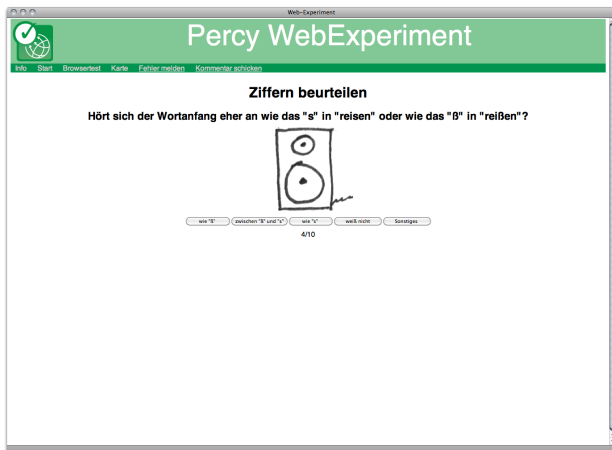 Web-Experiment
Percy WebExperiment
Info Start Browsertest Karte Fehler melden Kommentar schicken
Ziffern beurteilen
Hört sich der Wortanfang eher an wie das "s" in "reisen" oder wie das "ß" in "reißen"?
wie "ß" zwischen "ß" und "s" wie "s" weiß nicht Sonstiges
4/10